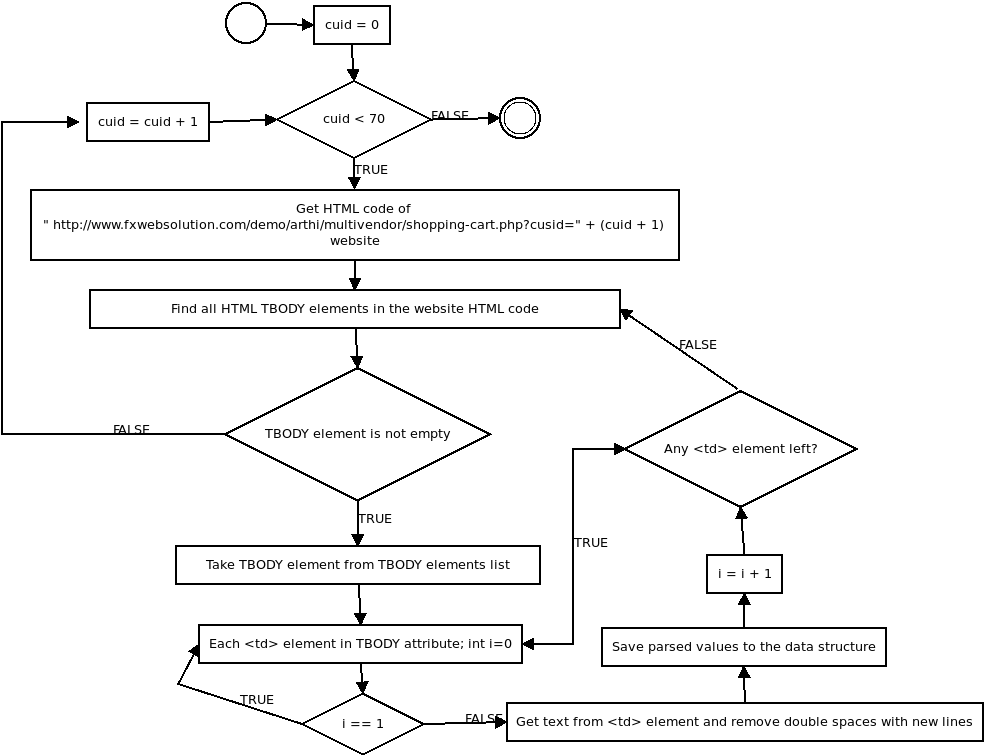 cuid = 0
cuid = cuid + 1
cuid < 70
FALSE
TRUE
Get HTML code of
" http://www.fxwebsolution.com/demo/arthi/multivendor/shopping-cart.php?cusid=" + (cuid + 1)
website
Find all HTML TBODY elements in the website HTML code
FALSE
FALSE
TBODY element is not empty
Any <td> element left?
TRUE
TRUE
Take TBODY element from TBODY elements list
i = i + 1
Each <td> element in TBODY attribute; int i=0
Save parsed values to the data structure
TRUE
i == 1
FALSE
Get text from <td> element and remove double spaces with new lines